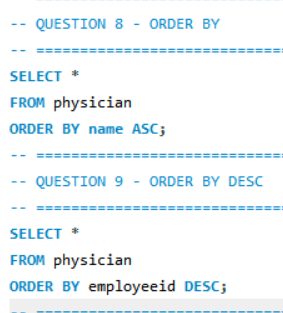 -- ==============================
-- QUESTION 8 - ORDER BY
-- ==============================
SELECT *
FROM physician
ORDER BY name ASC;
-- ==============================
-- QUESTION 9 - ORDER BY DESC
-- ==============================
SELECT *
FROM physician
ORDER BY employeeid DESC;
-- ==============================